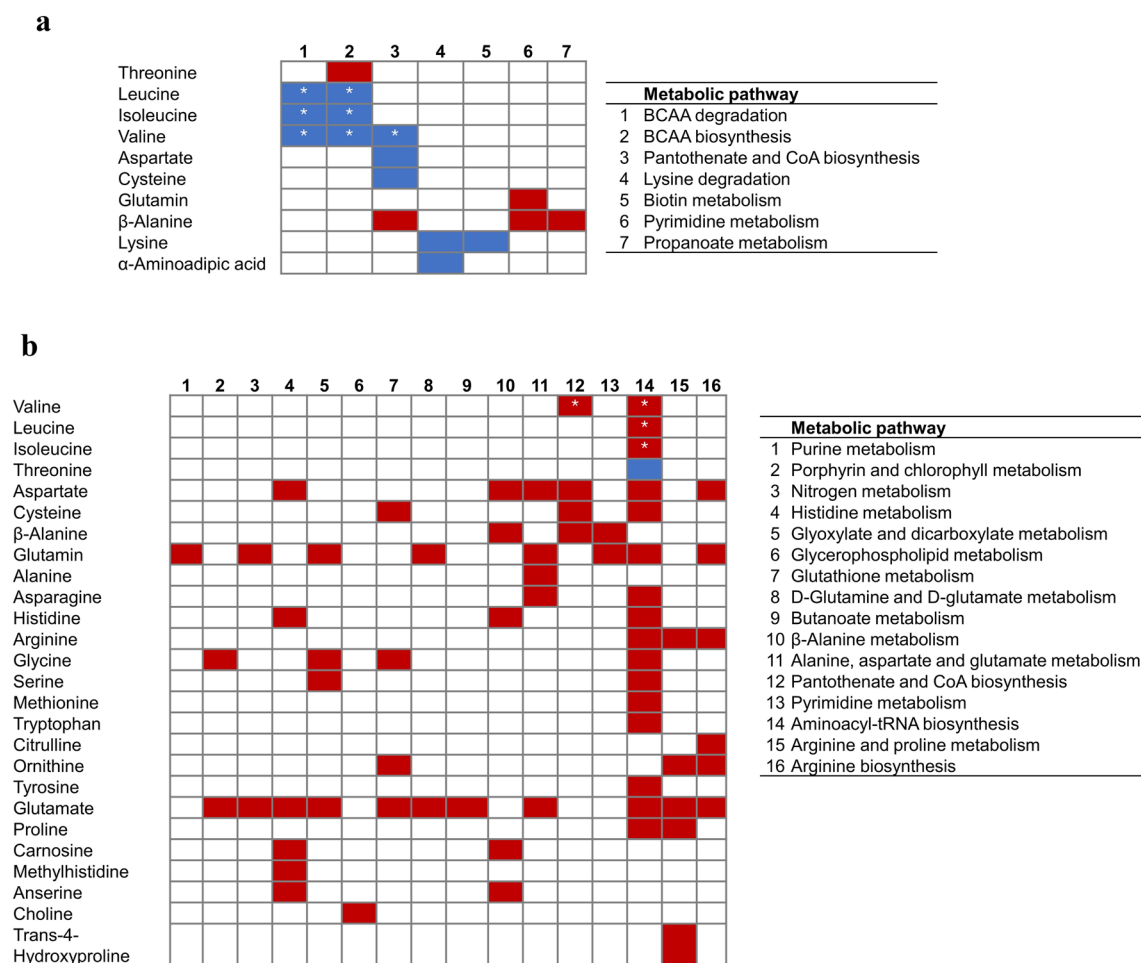 a
1 2 3 4 5 6 7
Threonine
Leucine * *
Isoleucine * *
Valine * * *
Aspartate
Cysteine
Glutamin
β-Alanine
Lysine
α-Aminoadipic acid
Metabolic pathway
1 BCAA degradation
2 BCAA biosynthesis
3 Pantothenate and CoA biosynthesis
4 Lysine degradation
5 Biotin metabolism
6 Pyrimidine metabolism
7 Propanoate metabolism
b
1 2 3 4 5 6 7 8 9 10 11 12 13 14 15 16
Valine * *
Leucine *
Isoleucine *
Threonine
Aspartate
Cysteine
β-Alanine
Glutamin
Alanine
Asparagine
Histidine
Arginine
Glycine
Serine
Methionine
Tryptophan
Citrulline
Ornithine
Tyrosine
Glutamate
Proline
Carnosine
Methylhistidine
Anserine
Choline
Trans-4-
Hydroxyproline
Metabolic pathway
1 Purine metabolism
2 Porphyrin and chlorophyll metabolism
3 Nitrogen metabolism
4 Histidine metabolism
5 Glyoxylate and dicarboxylate metabolism
6 Glycerophospholipid metabolism
7 Glutathione metabolism
8 D-Glutamine and D-glutamate metabolism
9 Butanoate metabolism
10 β-Alanine metabolism
11 Alanine, aspartate and glutamate metabolism
12 Pantothenate and CoA biosynthesis
13 Pyrimidine metabolism
14 Aminoacyl-tRNA biosynthesis
15 Arginine and proline metabolism
16 Arginine biosynthesis